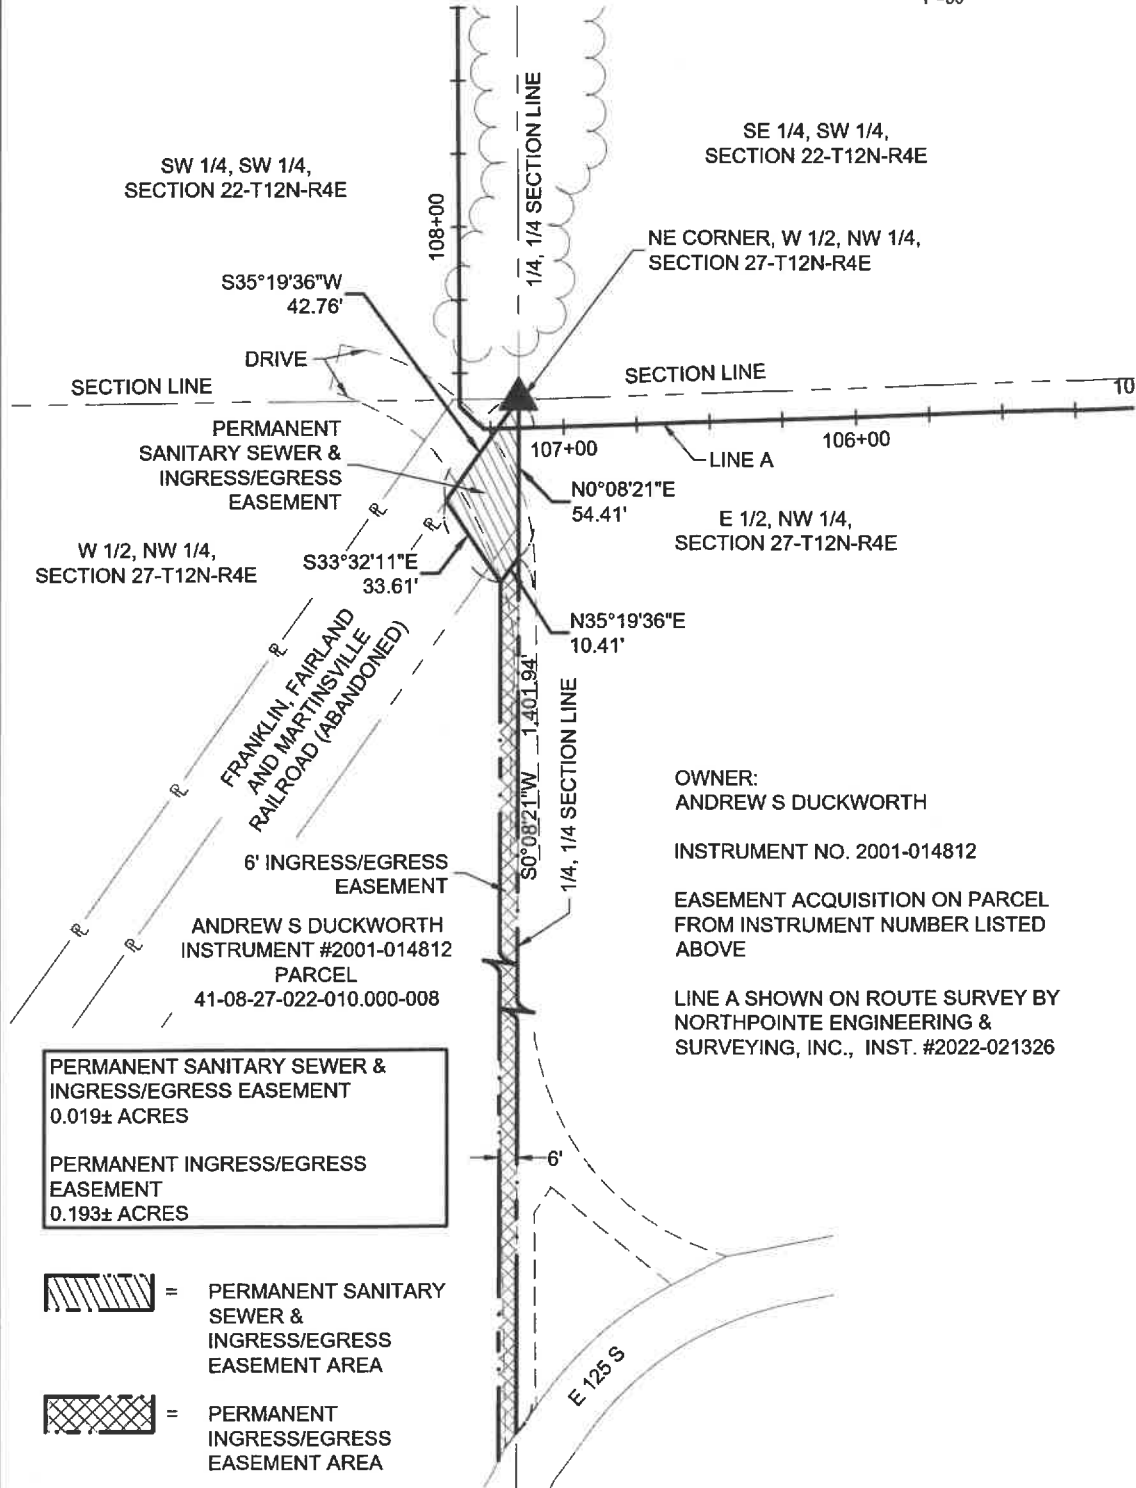 1"=50'
SW 1/4, SW 1/4,
SECTION 22-T12N-R4E
108+00
1/4, 1/4 SECTION LINE
SE 1/4, SW 1/4,
SECTION 22-T12N-R4E
NE CORNER, W 1/2, NW 1/4,
SECTION 27-T12N-R4E
S35°19'36"W
42.76'
DRIVE
SECTION LINE
SECTION LINE
10
PERMANENT
SANITARY SEWER &
INGRESS/EGRESS
EASEMENT
107+00
106+00
LINE A
N0°08'21"E
54.41'
E 1/2, NW 1/4,
SECTION 27-T12N-R4E
W 1/2, NW 1/4,
SECTION 27-T12N-R4E
S33°32'11"E
33.61'
N35°19'36"E
10.41'
FRANKLIN, FAIRLAND
AND MARTINSVILLE
RAILROAD (ABANDONED)
S0°08'21"W 1,401.94'
1/4, 1/4 SECTION LINE
6' INGRESS/EGRESS
EASEMENT
ANDREW S DUCKWORTH
INSTRUMENT #2001-014812
PARCEL
41-08-27-022-010.000-008
OWNER:
ANDREW S DUCKWORTH
INSTRUMENT NO. 2001-014812
EASEMENT ACQUISITION ON PARCEL
FROM INSTRUMENT NUMBER LISTED
ABOVE
LINE A SHOWN ON ROUTE SURVEY BY
NORTHPOINTE ENGINEERING &
SURVEYING, INC., INST. #2022-021326
PERMANENT SANITARY SEWER &
INGRESS/EGRESS EASEMENT
0.019± ACRES
PERMANENT INGRESS/EGRESS
EASEMENT
0.193± ACRES
6'
= PERMANENT SANITARY
SEWER &
INGRESS/EGRESS
EASEMENT AREA
= PERMANENT
INGRESS/EGRESS
EASEMENT AREA
E 125 S